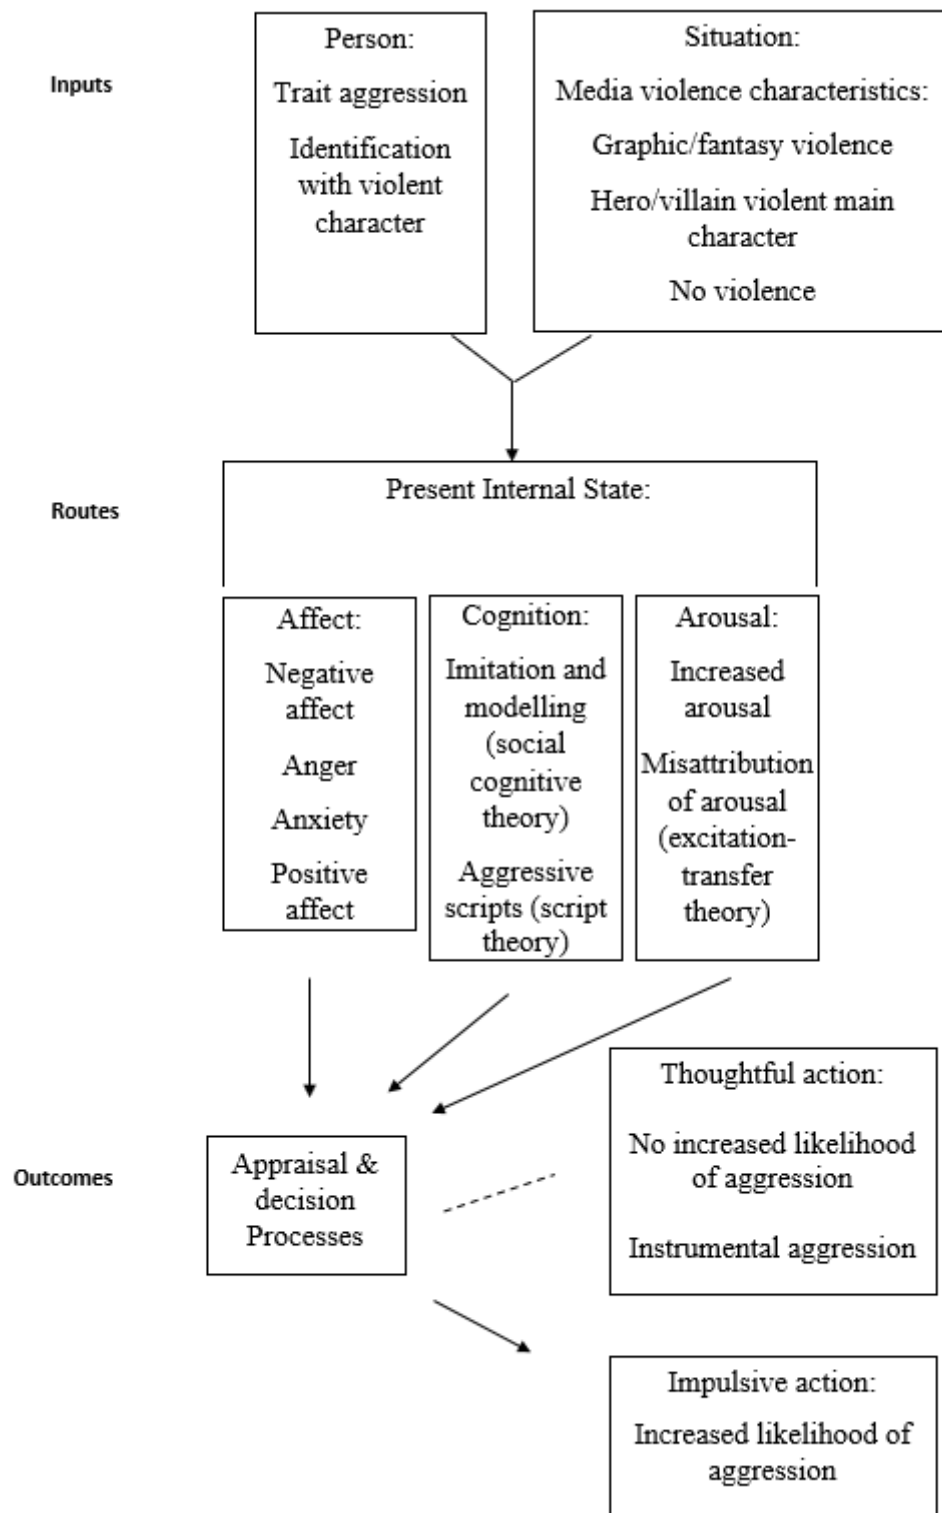 Inputs
Person:
Trait aggression
Identification
with violent
character
Situation:
Media violence characteristics:
Graphic/fantasy violence
Hero/villain violent main
character
No violence
Routes
Present Internal State:
Affect:
Negative
affect
Anger
Anxiety
Positive
affect
Cognition:
Imitation and
modelling
(social
cognitive
theory)
Aggressive
scripts (script
theory)
Arousal:
Increased
arousal
Misattribution
of arousal
(excitation-
transfer
theory)
Outcomes
Appraisal &
decision
Processes
Thoughtful action:
No increased likelihood
of aggression
Instrumental aggression
Impulsive action:
Increased likelihood of
aggression